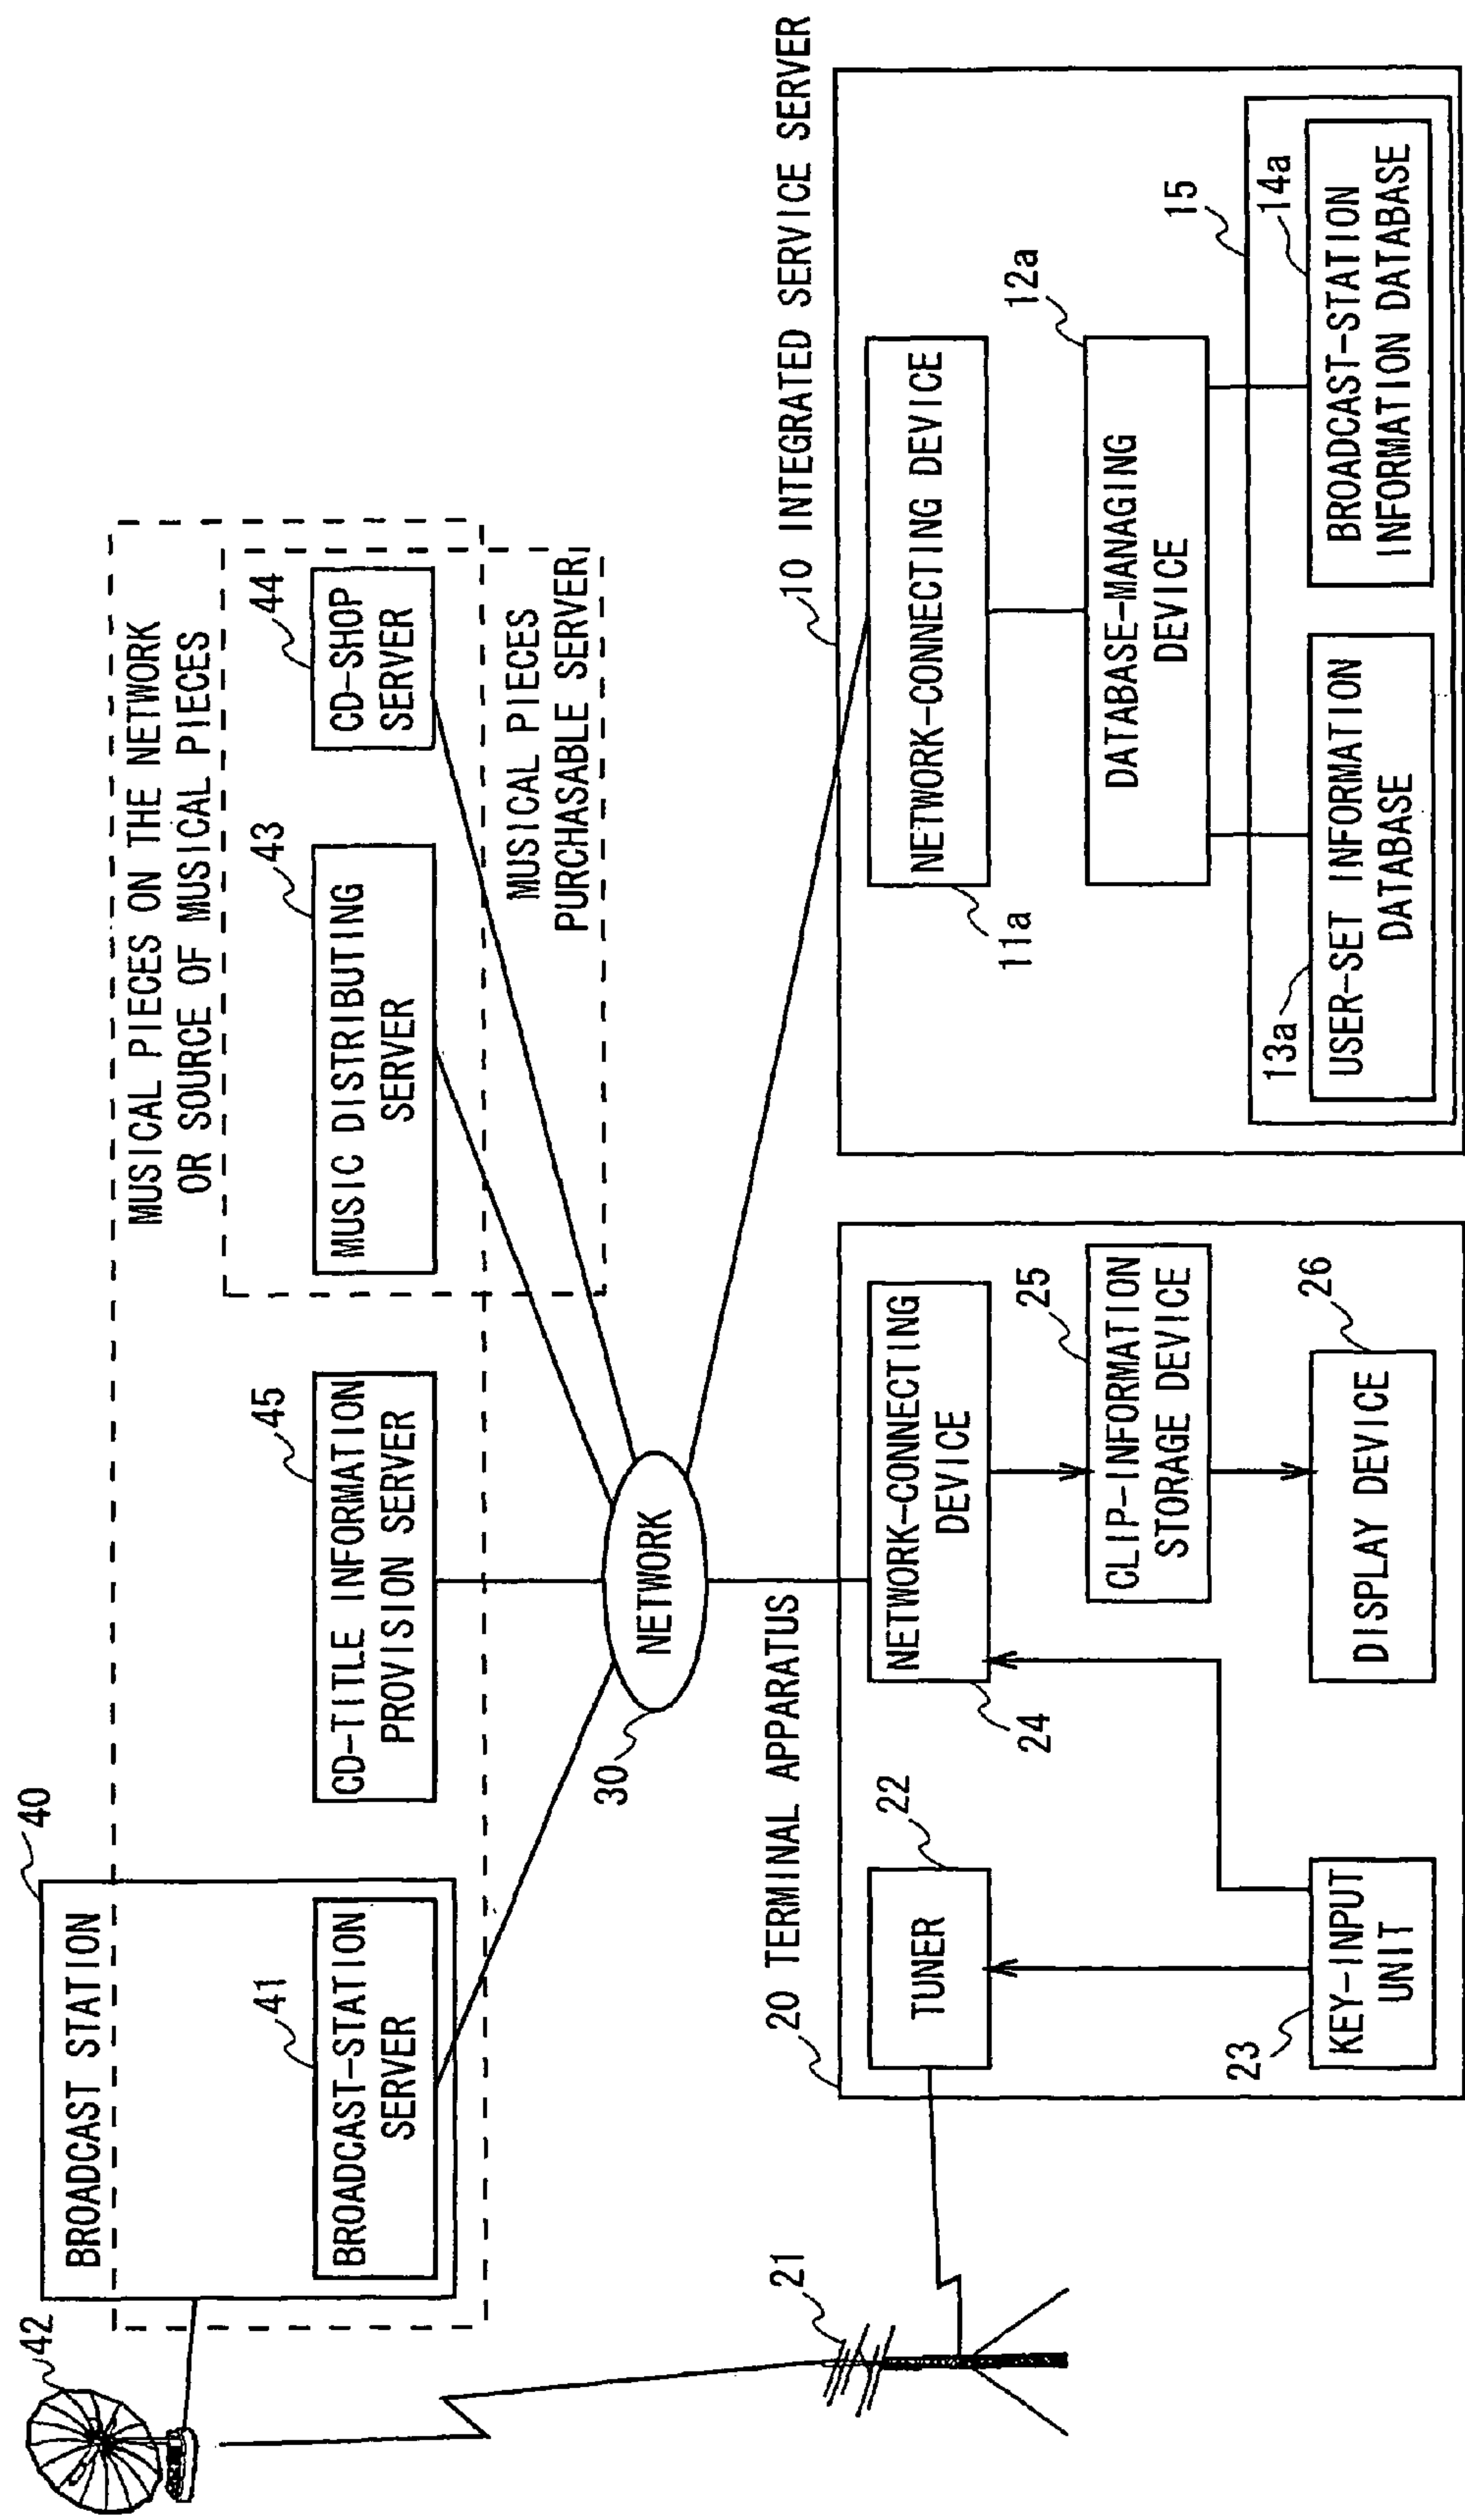 42
40
BROADCAST STATION
MUSICAL PIECES ON THE NETWORK
OR SOURCE OF MUSICAL PIECES
41
BROADCAST-STATION
SERVER
45
CD-TITLE INFORMATION
PROVISION SERVER
43
MUSIC DISTRIBUTING
SERVER
44
CD-SHOP
SERVER
MUSICAL PIECES
PURCHASABLE SERVER
30
NETWORK
21
20 TERMINAL APPARATUS
22
TUNER
24
NETWORK-CONNECTING
DEVICE
25
CLIP-INFORMATION
STORAGE DEVICE
23
KEY-INPUT
UNIT
26
DISPLAY DEVICE
10 INTEGRATED SERVICE SERVER
NETWORK-CONNECTING DEVICE
11a
12a
DATABASE-MANAGING
DEVICE
15
13a
USER-SET INFORMATION
DATABASE
14a
BROADCAST-STATION
INFORMATION DATABASE